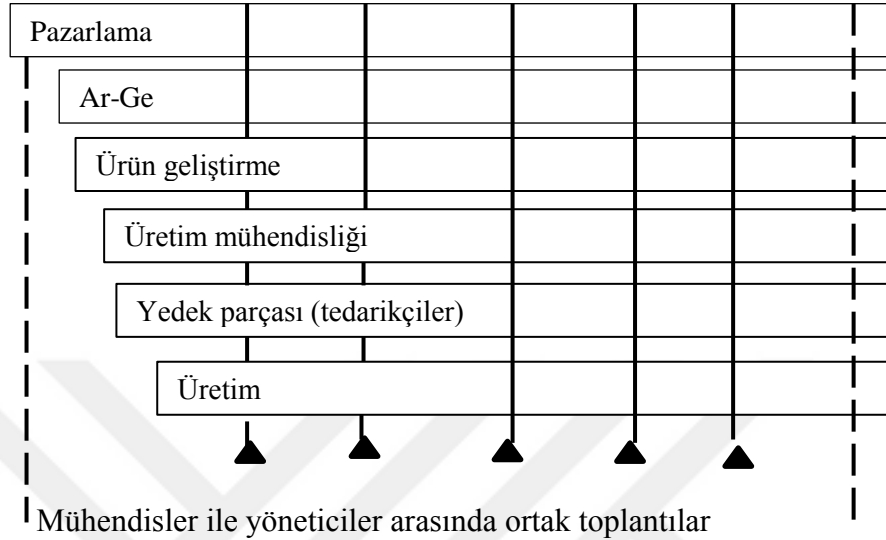 Pazarlama
Ar-Ge
Ürün geliştirme
Üretim mühendisliği
Yedek parçası (tedarikçiler)
Üretim
Mühendisler ile yöneticiler arasında ortak toplantılar